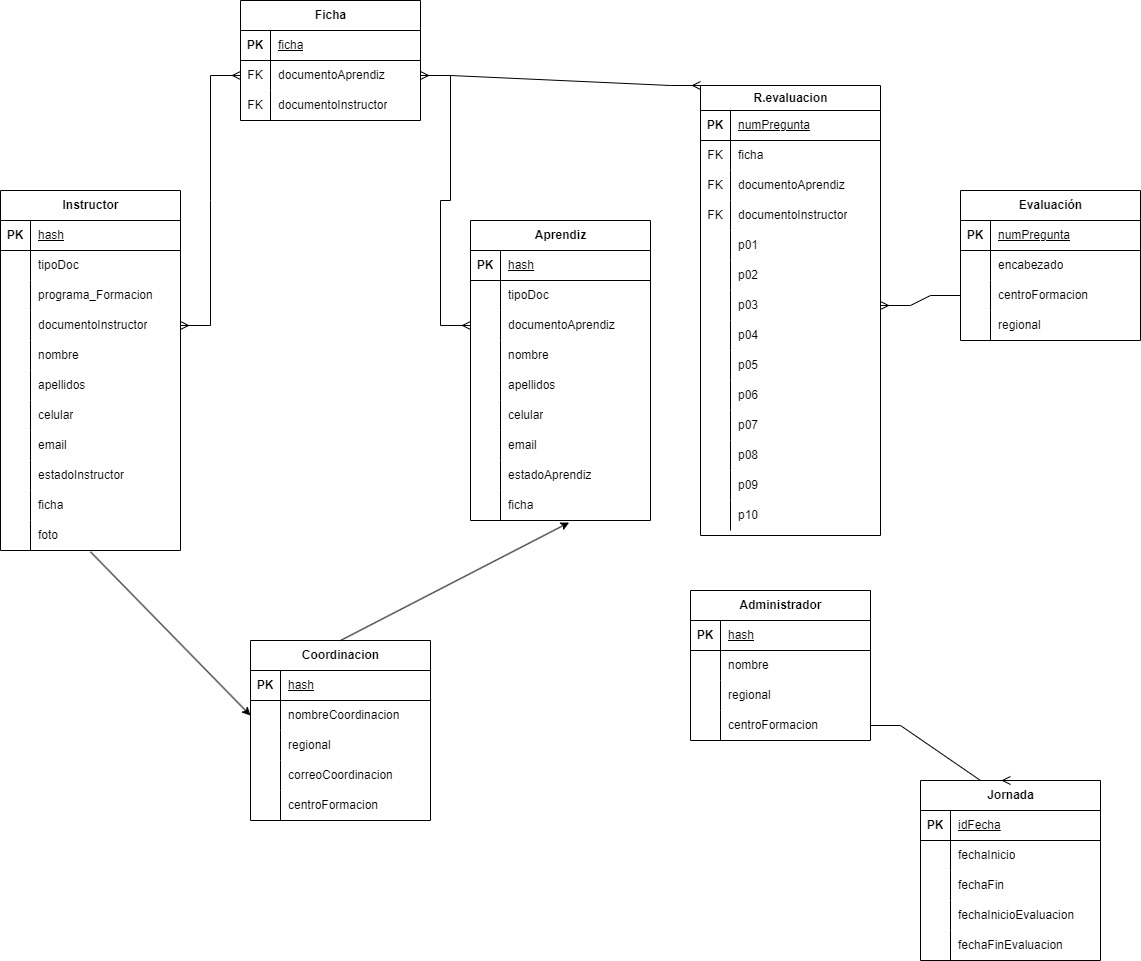 Ficha
PK ficha
FK documentoAprendiz
FK documentoInstructor
R.evaluacion
PK numPregunta
FK ficha
FK documentoAprendiz
FK documentoInstructor
p01
p02
p03
p04
p05
p06
p07
p08
p09
p10
Instructor
PK hash
tipoDoc
programa_Formacion
documentoInstructor
nombre
apellidos
celular
email
estadoInstructor
ficha
foto
Aprendiz
PK hash
tipoDoc
documentoAprendiz
nombre
apellidos
celular
email
estadoAprendiz
ficha
Evaluación
PK numPregunta
encabezado
centroFormacion
regional
Coordinacion
PK hash
nombreCoordinacion
regional
correoCoordinacion
centroFormacion
Administrador
PK hash
nombre
regional
centroFormacion
Jornada
PK idFecha
fechaInicio
fechaFin
fechaInicioEvaluacion
fechaFinEvaluacion